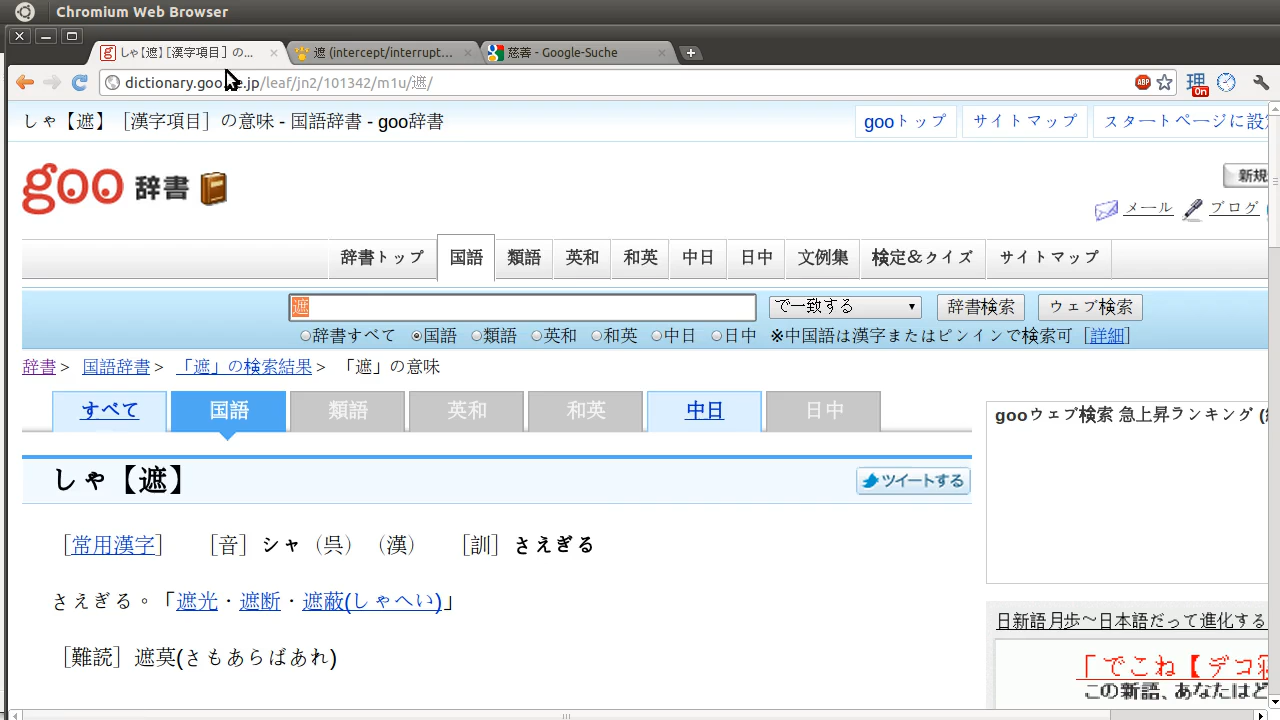 Chromium Web Browser
しゃ【遮】［漢字項目］の...
遮 (intercept/interrupt...
慈善 - Google-Suche
/leaf/jn2/101342/m1u/遮/
ABP
理
On
しゃ【遮】［漢字項目］の意味 - 国語辞書 - goo辞書
gooトップ
サイトマップ
スタートページに設
goo 辞書
新規
メール
ブログ
辞書トップ
国語
類語
英和
和英
中日
日中
文例集
検定＆クイズ
サイトマップ
遮
で一致する
辞書検索
ウェブ検索
辞書すべて 国語 類語 英和 和英 中日 日中 ※中国語は漢字またはピンインで検索可 ［詳細］
辞書 > 国語辞書 > 「遮」の検索結果 > 「遮」の意味
すべて
国語
類語
英和
和英
中日
日中
gooウェブ検索 急上昇ランキング
しゃ【遮】
ツイートする
［常用漢字］ ［音］シャ（呉）（漢） ［訓］さえぎる
さえぎる。「遮光・遮断・遮蔽(しゃへい)」
［難読］遮莫(さもあらばあれ)
日新語月歩～日本語だって進化する
「でこね【デコ
この新語、あなたはど